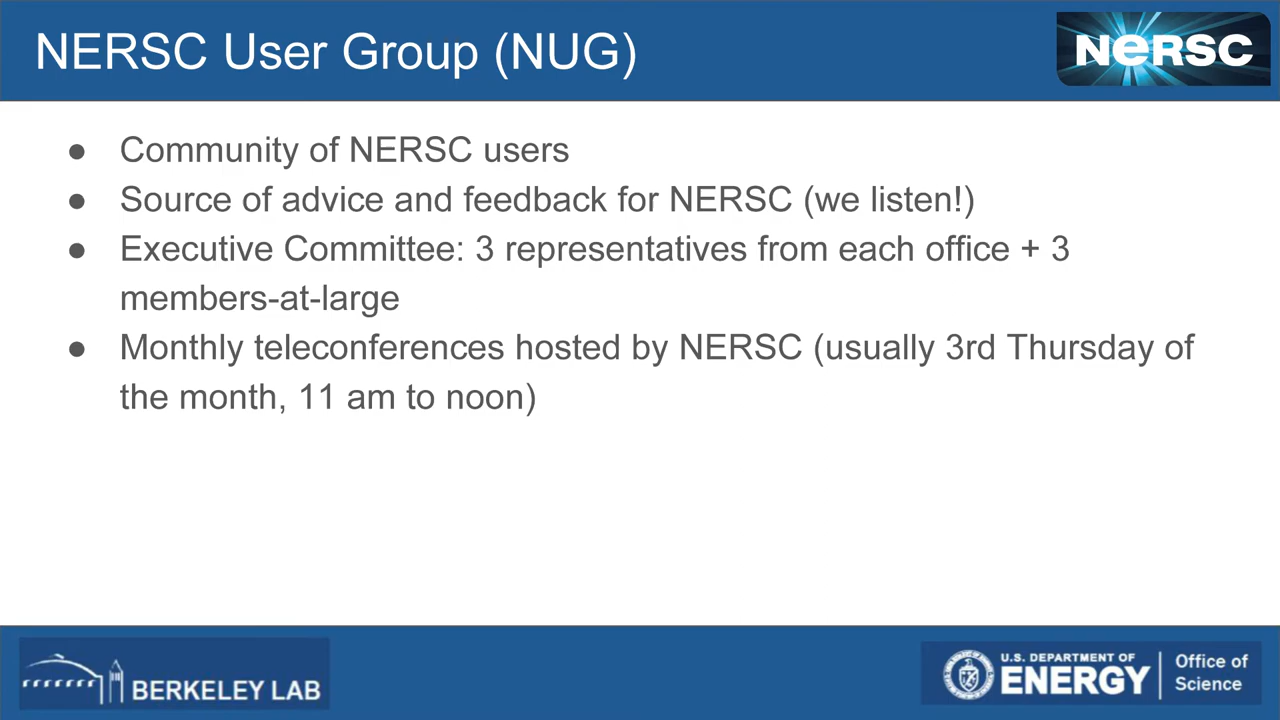 NERSC User Group (NUG)
NERSC
● Community of NERSC users
● Source of advice and feedback for NERSC (we listen!)
● Executive Committee: 3 representatives from each office + 3
members-at-large
● Monthly teleconferences hosted by NERSC (usually 3rd Thursday of
the month, 11 am to noon)
BERKELEY LAB
U.S. DEPARTMENT OF
ENERGY
Office of
Science